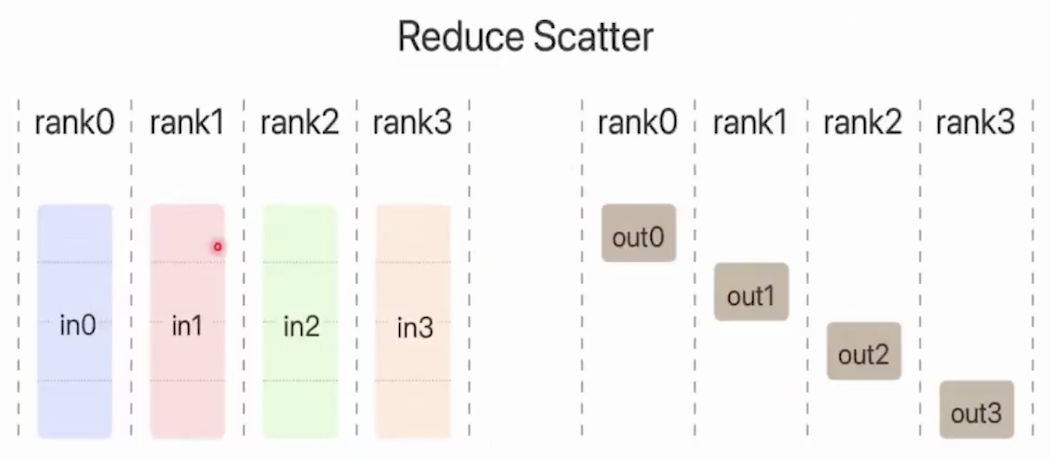 Reduce Scatter
rank0 rank1 rank2 rank3 rank0 rank1 rank2 rank3
out0
out1
in0 in1 in2 in3
out2
out3